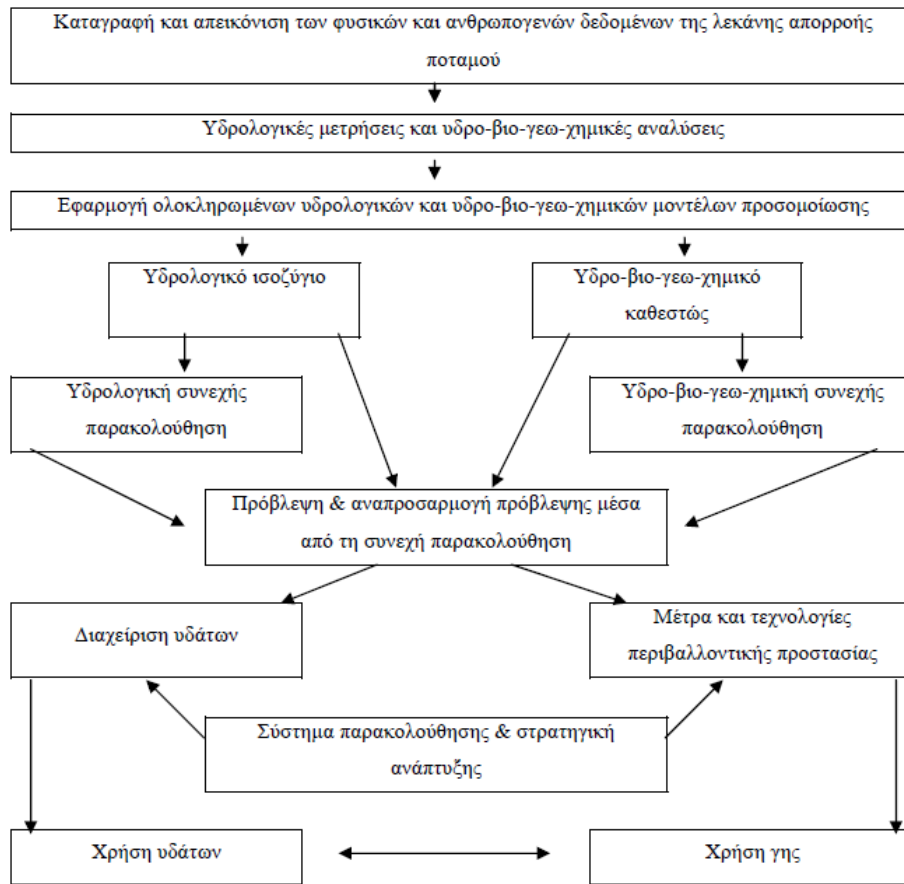 Καταγραφή και απεικόνιση των φυσικών και ανθρωπογενών δεδομένων της λεκάνης απορροής
ποταμού
Υδρολογικές μετρήσεις και υδρο-βιο-γεω-χημικές αναλύσεις
Εφαρμογή ολοκληρωμένων υδρολογικών και υδρο-βιο-γεω-χημικών μοντέλων προσομοίωσης
Υδρολογικό ισοζύγιο
Υδρο-βιο-γεω-χημικό
καθεστώς
Υδρολογική συνεχής
παρακολούθηση
Υδρο-βιο-γεω-χημική συνεχής
παρακολούθηση
Πρόβλεψη & αναπροσαρμογή πρόβλεψης μέσα
από τη συνεχή παρακολούθηση
Διαχείριση υδάτων
Μέτρα και τεχνολογίες
περιβαλλοντικής προστασίας
Σύστημα παρακολούθησης & στρατηγική
ανάπτυξης
Χρήση υδάτων
Χρήση γης